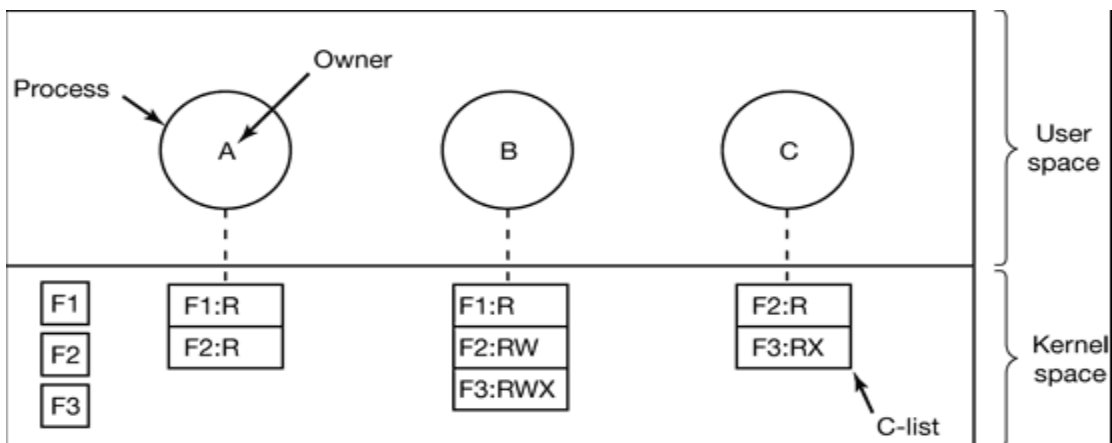 Owner
Process
A
B
C
User
space
F1
F2
F3
F1:R
F2:R
F1:R
F2:RW
F3:RWX
F2:R
F3:RX
C-list
Kernel
space